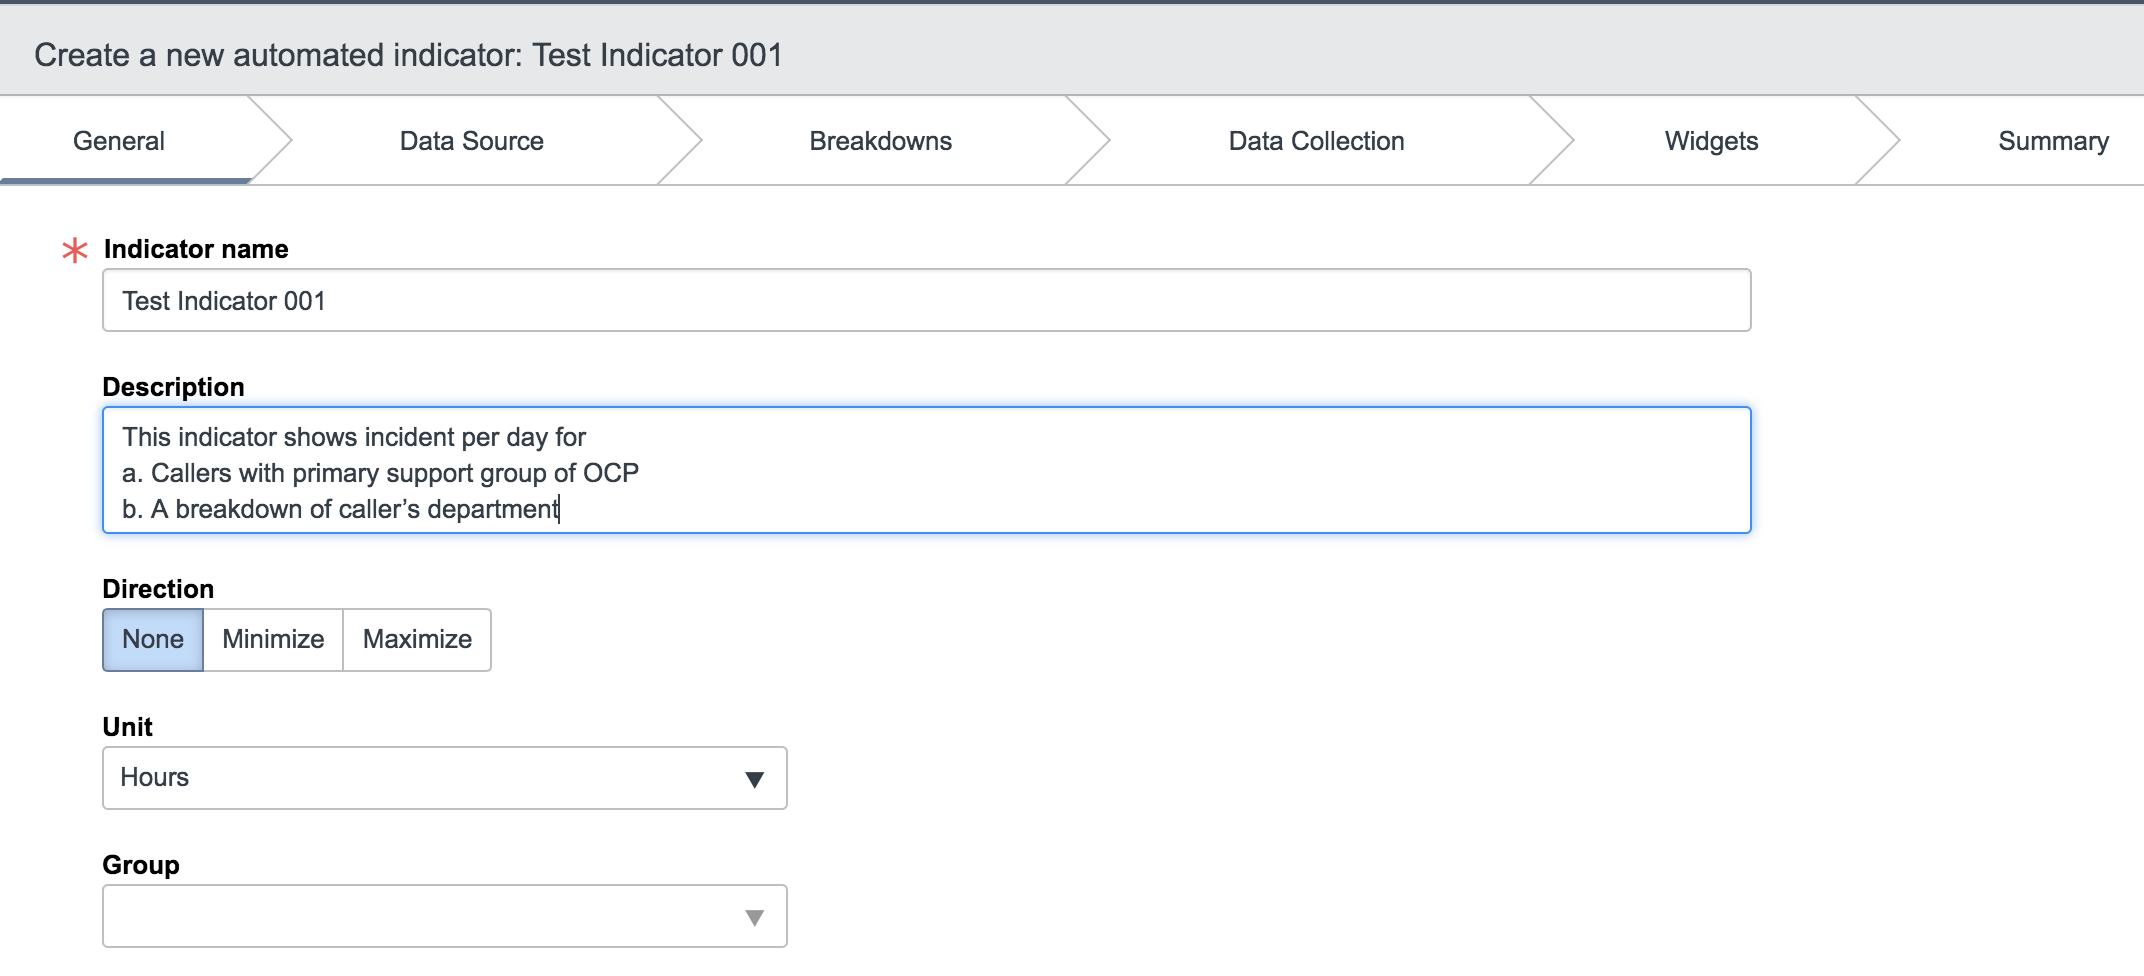 Create a new automated indicator: Test Indicator 001
General
Data Source
Breakdowns
Data Collection
Widgets
Summary
Indicator name
Test Indicator 001
Description
This indicator shows incident per day for
a. Callers with primary support group of OCP
b. A breakdown of caller’s department
Direction
None
Minimize
Maximize
Unit
Hours
Group